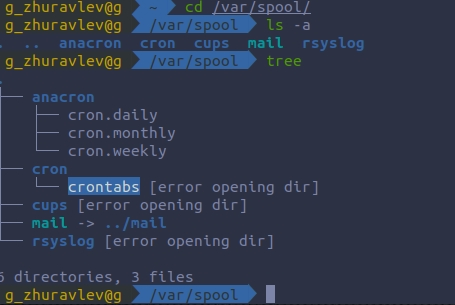 g_zhuravlev@g ~ cd /var/spool/
g_zhuravlev@g /var/spool ls -a
. .. anacron cron cups mail rsyslog
g_zhuravlev@g /var/spool tree
.
├── anacron
│   ├── cron.daily
│   ├── cron.monthly
│   └── cron.weekly
├── cron
│   └── crontabs [error opening dir]
├── cups [error opening dir]
├── mail -> ../mail
└── rsyslog [error opening dir]
6 directories, 3 files
g_zhuravlev@g /var/spool